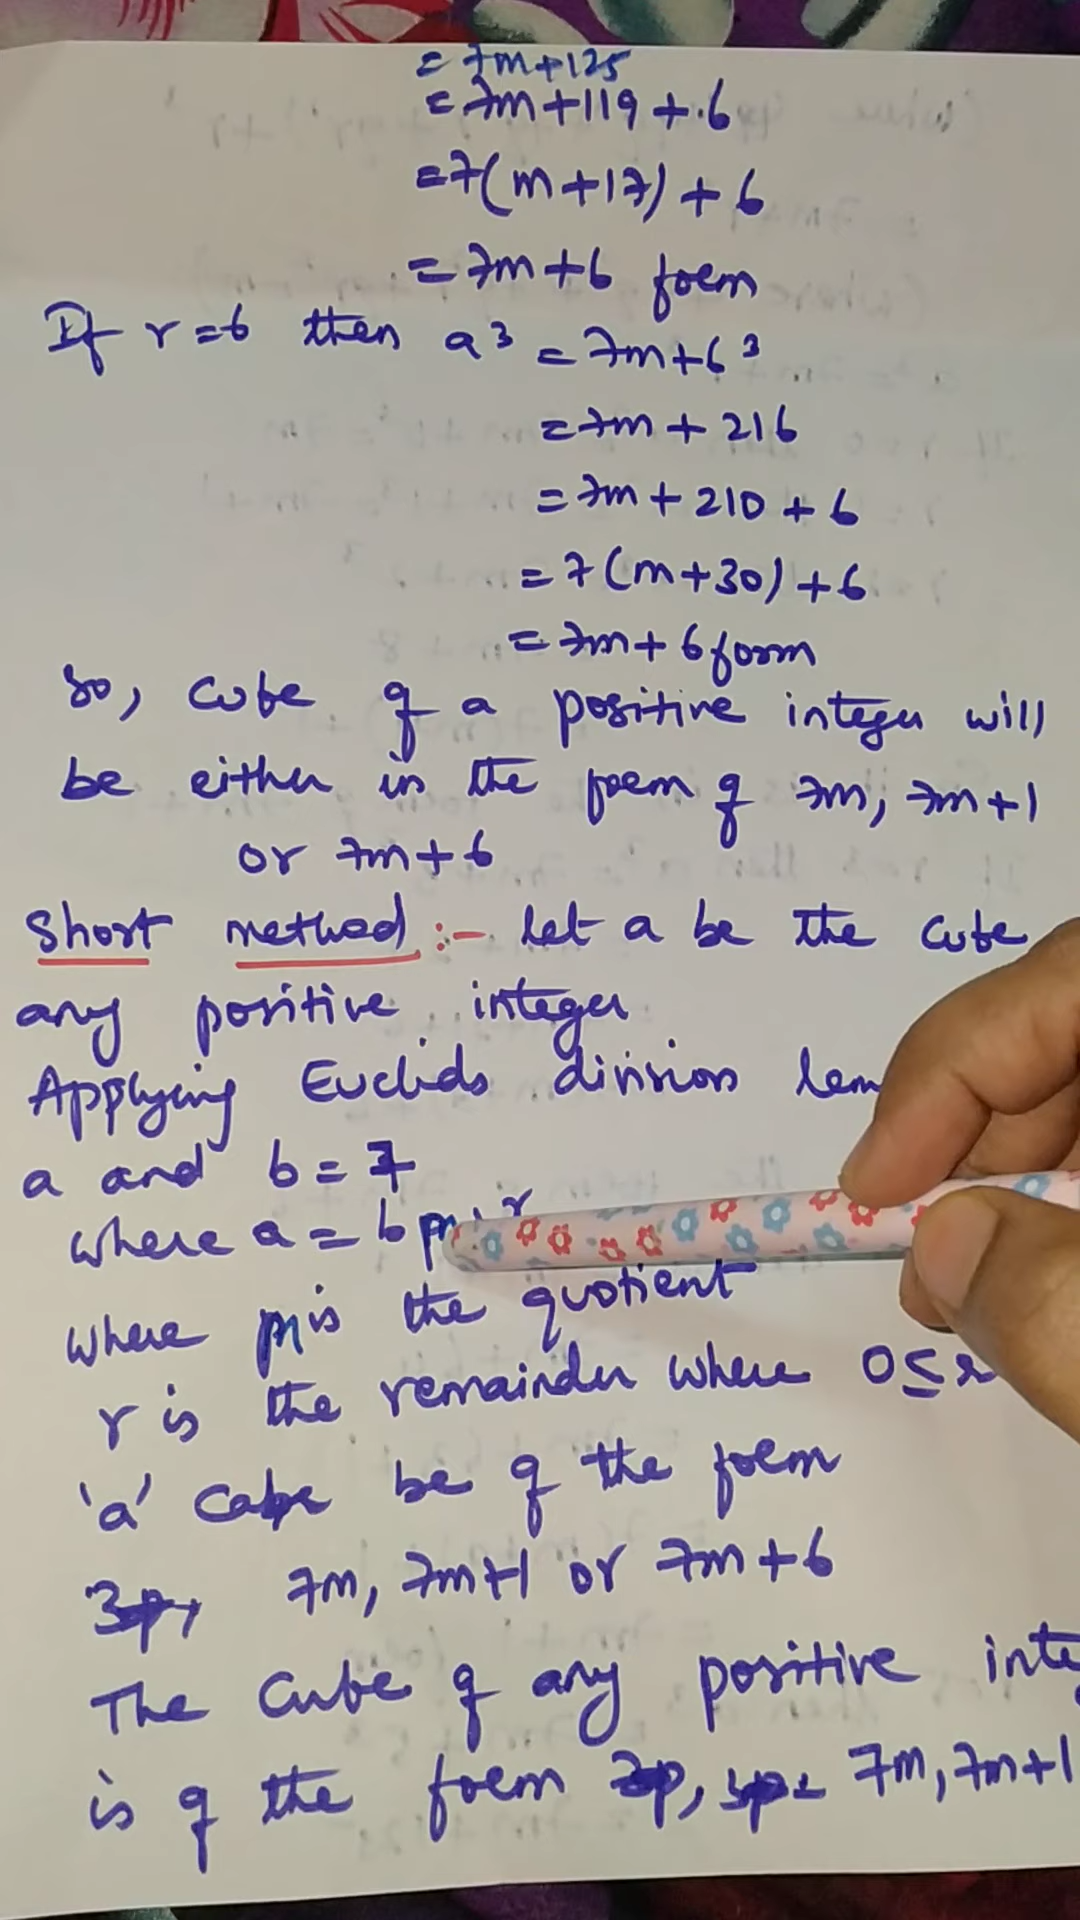 = 7m+125
= 7m+119+6
=7(m+17)+6
= 7m+6 form
If r=6 then a³ = 7m+6³
= 7m + 216
= 7m + 210 + 6
= 7(m+30)+6
= 7m+6 form
So, cube of a positive integer will
be either in the form of 7m, 7m+1
or 7m+6
Short method :- let a be the cube
any positive integer
Applying Euclids division lem
a and b = 7
where a = bm+r
where m is the quotient
r is the remainder where 0≤r
'a' be of the form
7m, 7m+1 or 7m+6
The cube of any positive inte
is of the form 7m, 7m+1